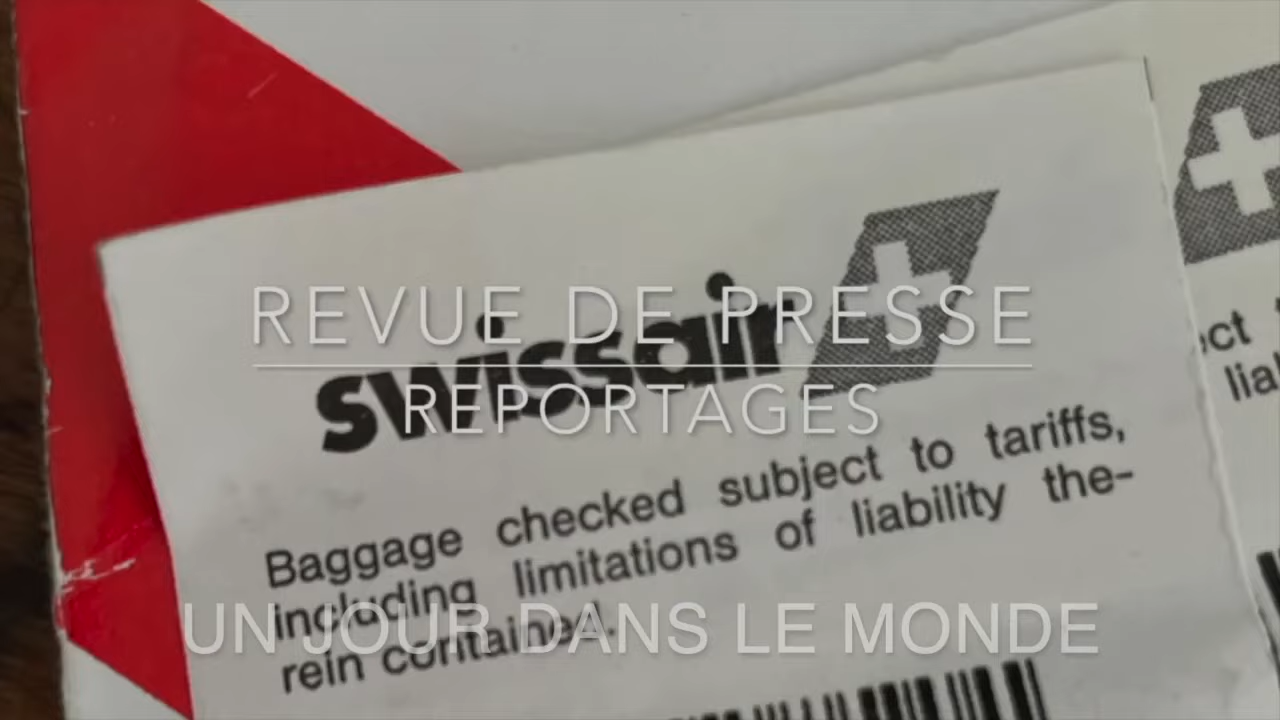 REVUE DE PRESSE
swissair
REPORTAGES
Baggage checked subject to tariffs,
including limitations of liability the-
rein contained.
UN JOUR DANS LE MONDE
ct
lia